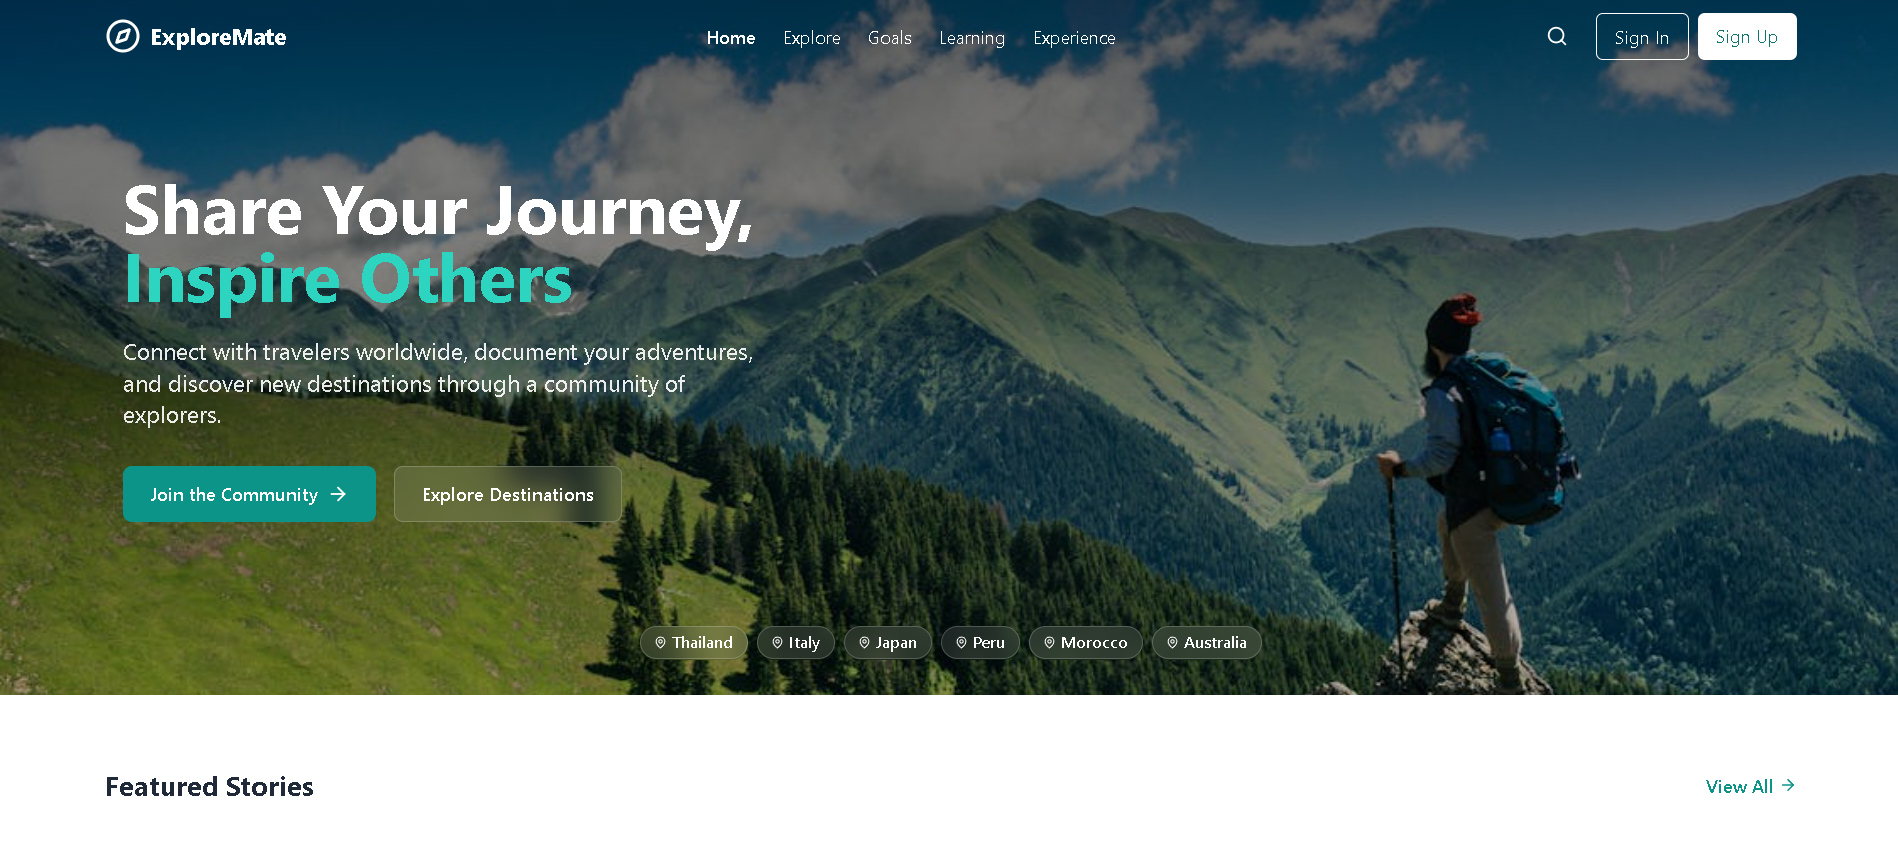 ExploreMate
Home Explore Goals Learning Experience
Sign In
Sign Up
Share Your Journey,
Inspire Others
Connect with travelers worldwide, document your adventures,
and discover new destinations through a community of
explorers.
Join the Community
Explore Destinations
Thailand Italy Japan Peru Morocco Australia
Featured Stories
View All